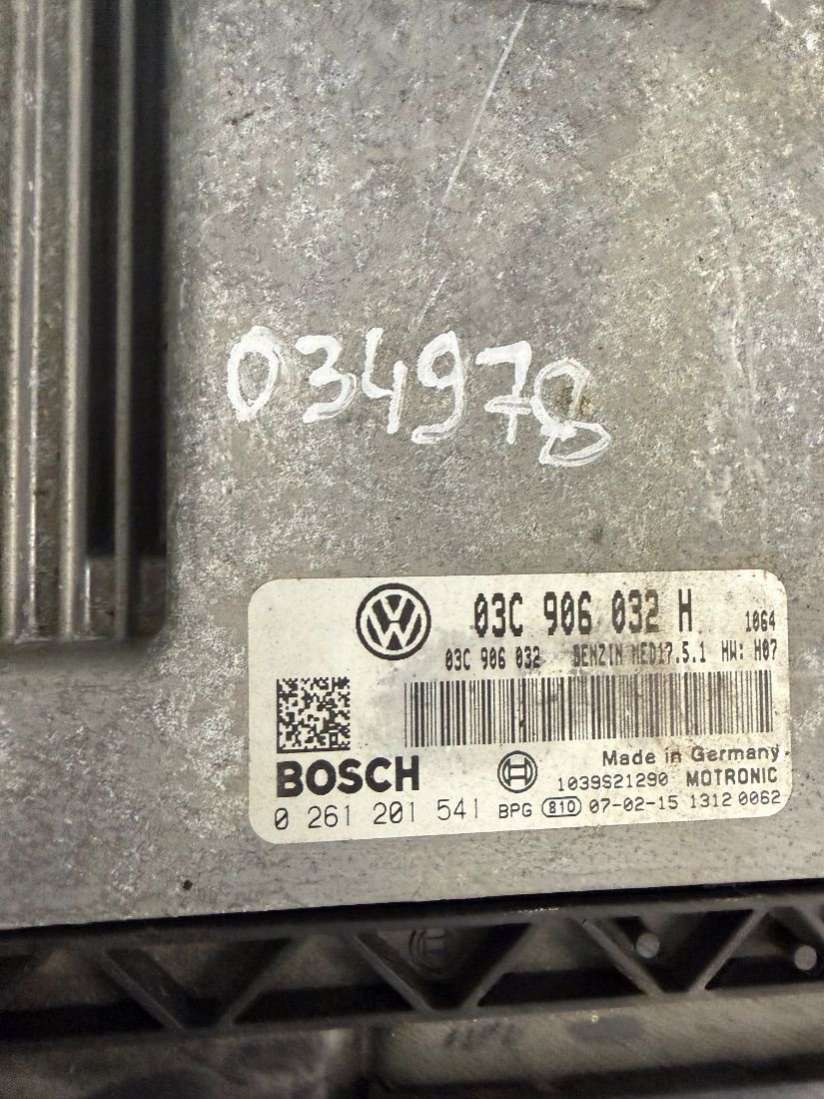 034978
03C 906 032 H 1064
03C 906 032 BENZIN MED17.5.1 HW: H07
BOSCH
Made in Germany
1039S21290 MOTRONIC
0 261 201 541 BPG 810 07-02-15 1312 0062